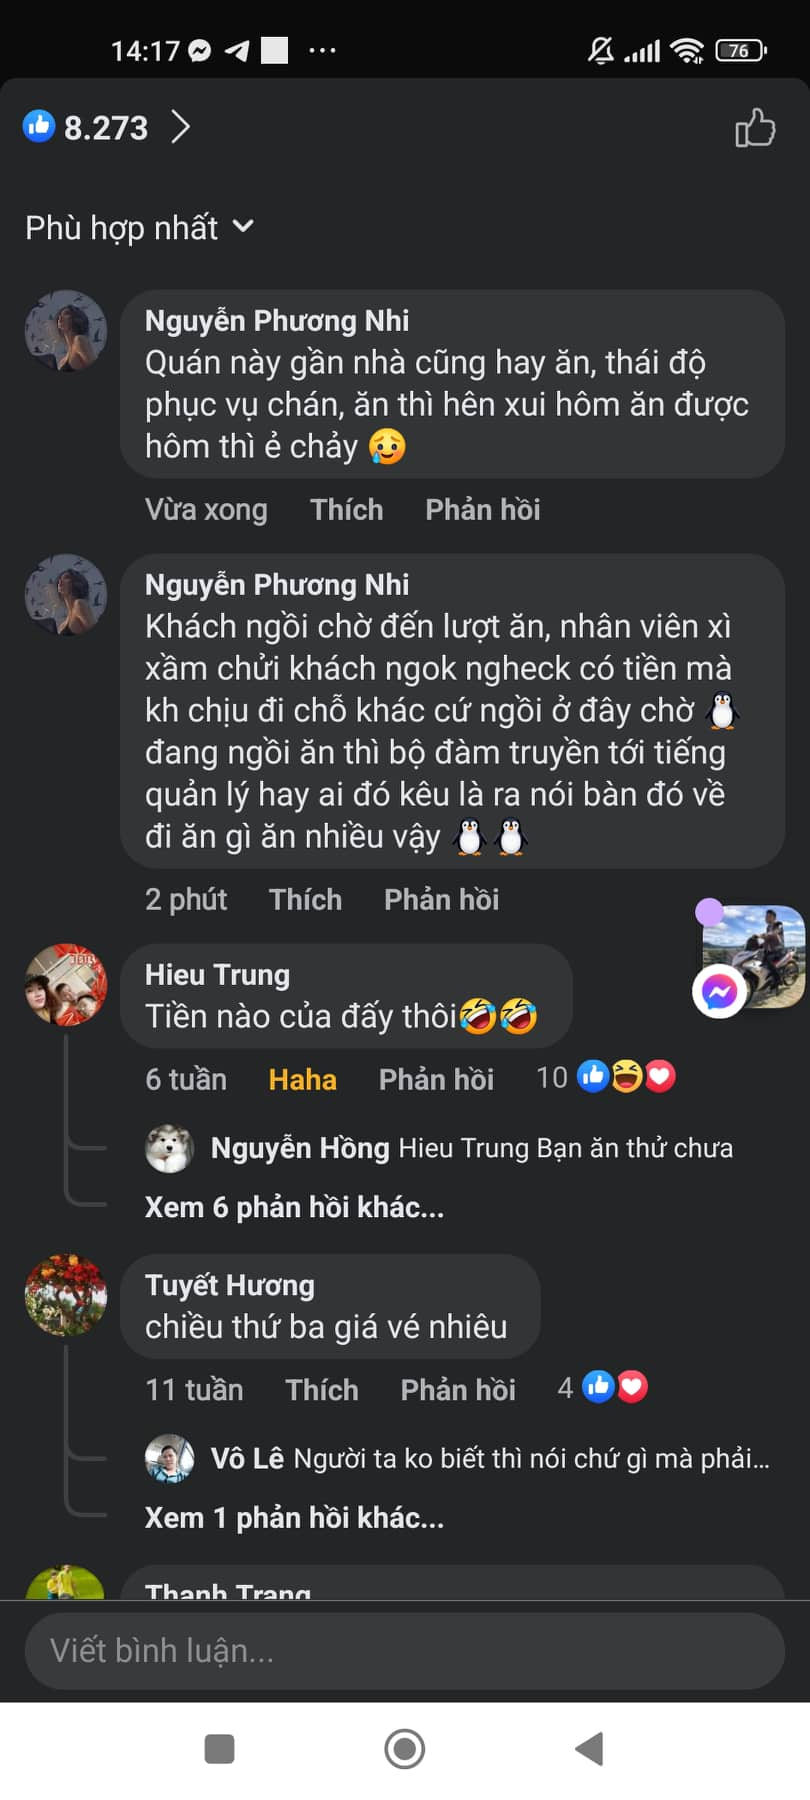 14:17
76
8.273
Phù hợp nhất
Nguyễn Phương Nhi
Quán này gần nhà cũng hay ăn, thái độ
phục vụ chán, ăn thì hên xui hôm ăn được
hôm thì ẻ chảy 🥲
Vừa xong Thích Phản hồi
Nguyễn Phương Nhi
Khách ngồi chờ đến lượt ăn, nhân viên xì
xầm chửi khách ngok ngheck có tiền mà
kh chịu đi chỗ khác cứ ngồi ở đây chờ 🐧
đang ngồi ăn thì bộ đàm truyền tới tiếng
quản lý hay ai đó kêu là ra nói bàn đó về
đi ăn gì ăn nhiều vậy 🐧🐧
2 phút Thích Phản hồi
Hieu Trung
Tiền nào của đấy thôi🤣🤣
6 tuần Haha Phản hồi 10
Nguyễn Hồng Hieu Trung Bạn ăn thử chưa
Xem 6 phản hồi khác...
Tuyết Hương
chiều thứ ba giá vé nhiêu
11 tuần Thích Phản hồi 4
Vô Lê Người ta ko biết thì nói chứ gì mà phải...
Xem 1 phản hồi khác...
Thanh Trang
Viết bình luận...